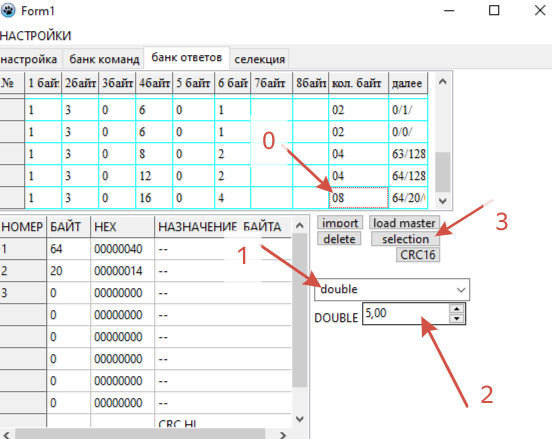 Form1
НАСТРОЙКИ
настройка банк команд банк ответов селекция
№ 1 байт 2байт 3байт 4байт 5 байт 6 байт 7байт 8байт кол. байт далее
1 3 0 6 0 1 02 0/1/
1 3 0 6 0 1 02 0/0/
1 3 0 8 0 2 04 63/128
1 3 0 12 0 2 04 64/128
1 3 0 16 0 4 08 64/20/
0
НОМЕР БАЙТ HEX НАЗНАЧЕНИЕ БАЙТА
1 64 00000040 --
2 20 00000014 --
3 0 00000000 --
0 00000000 --
0 00000000 --
0 00000000 --
0 00000000 --
0 00000000 --
CRC HI
import load master
delete selection
CRC16
3
1
double
DOUBLE 5,00
2